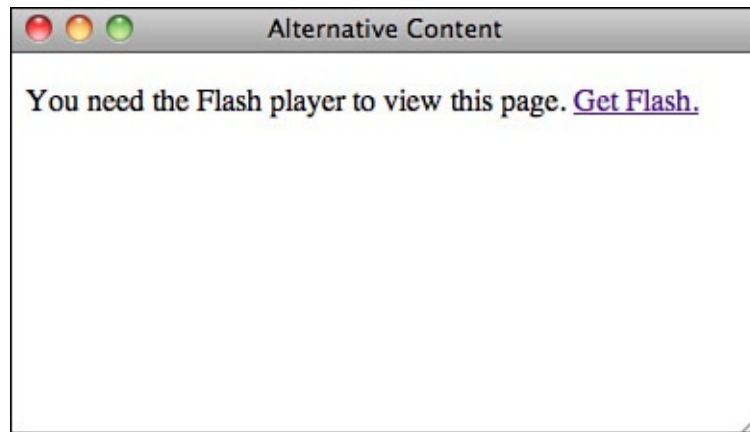 Alternative Content
You need the Flash player to view this page. Get Flash.